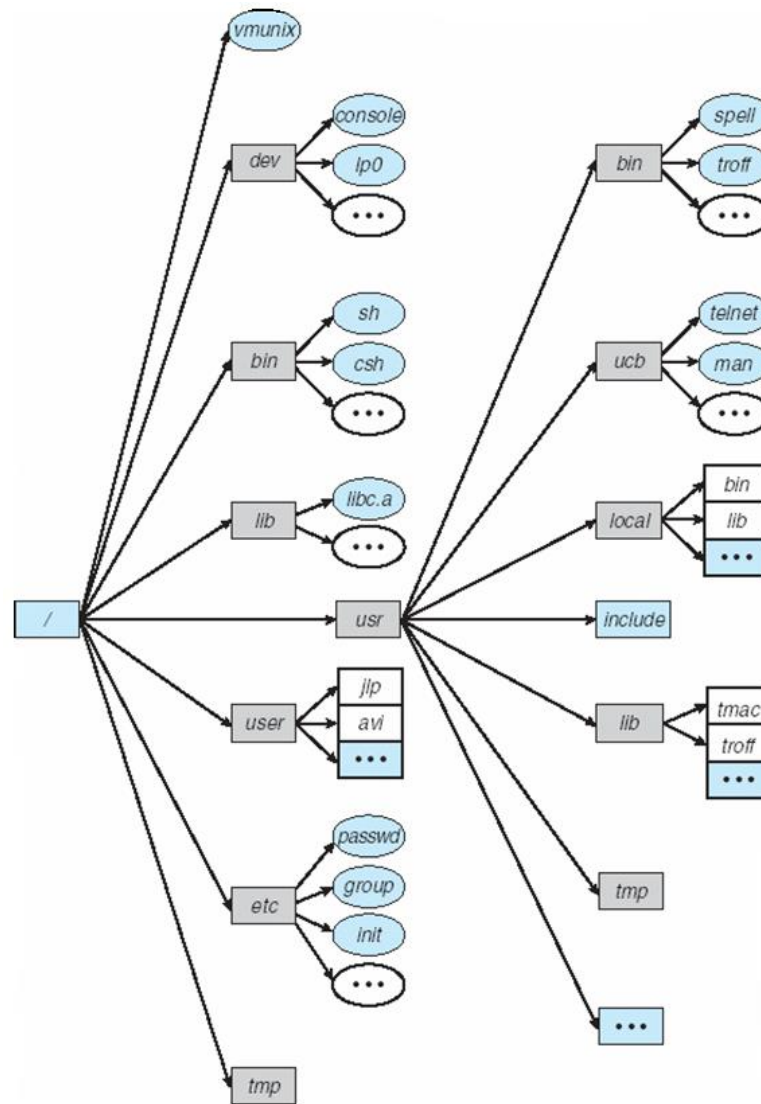 vmunix
dev
console
lp0
•••
bin
sh
csh
•••
lib
libc.a
•••
/
usr
user
jlp
avi
•••
etc
passwd
group
init
•••
tmp
bin
spell
troff
•••
ucb
telnet
man
•••
local
bin
lib
•••
include
lib
tmac
troff
•••
tmp
•••